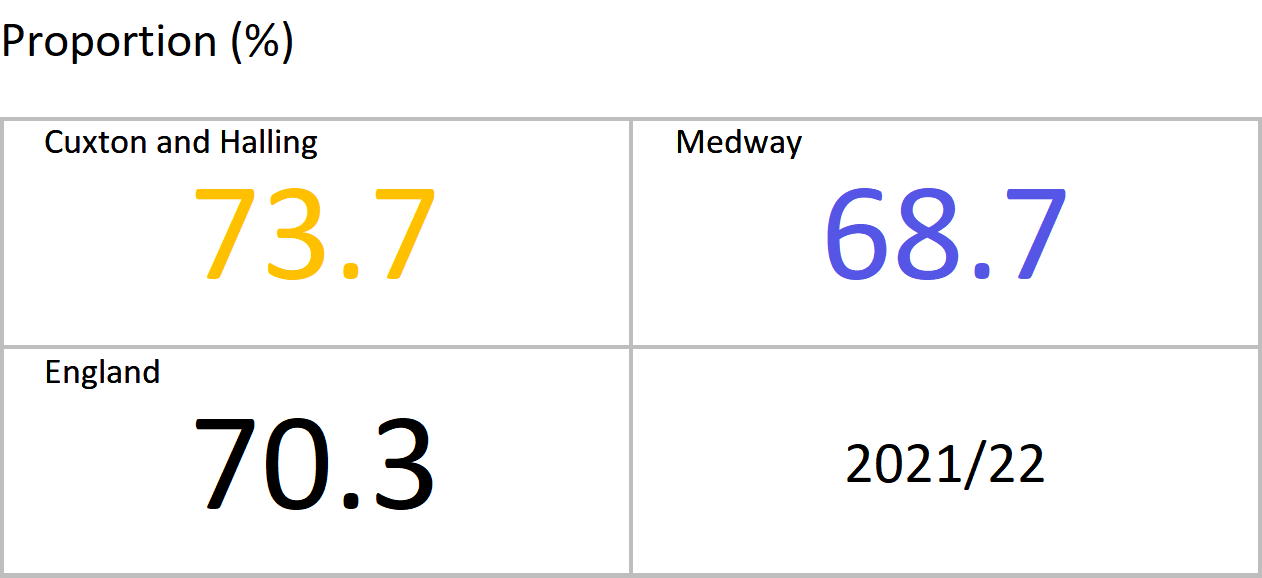 Proportion (%)
Cuxton and Halling
73.7
Medway
68.7
England
70.3
2021/22